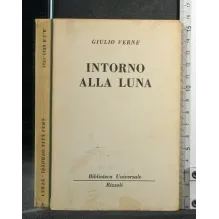 GIULIO VERNE
INTORNO
ALLA LUNA
Biblioteca Universale
Rizzoli